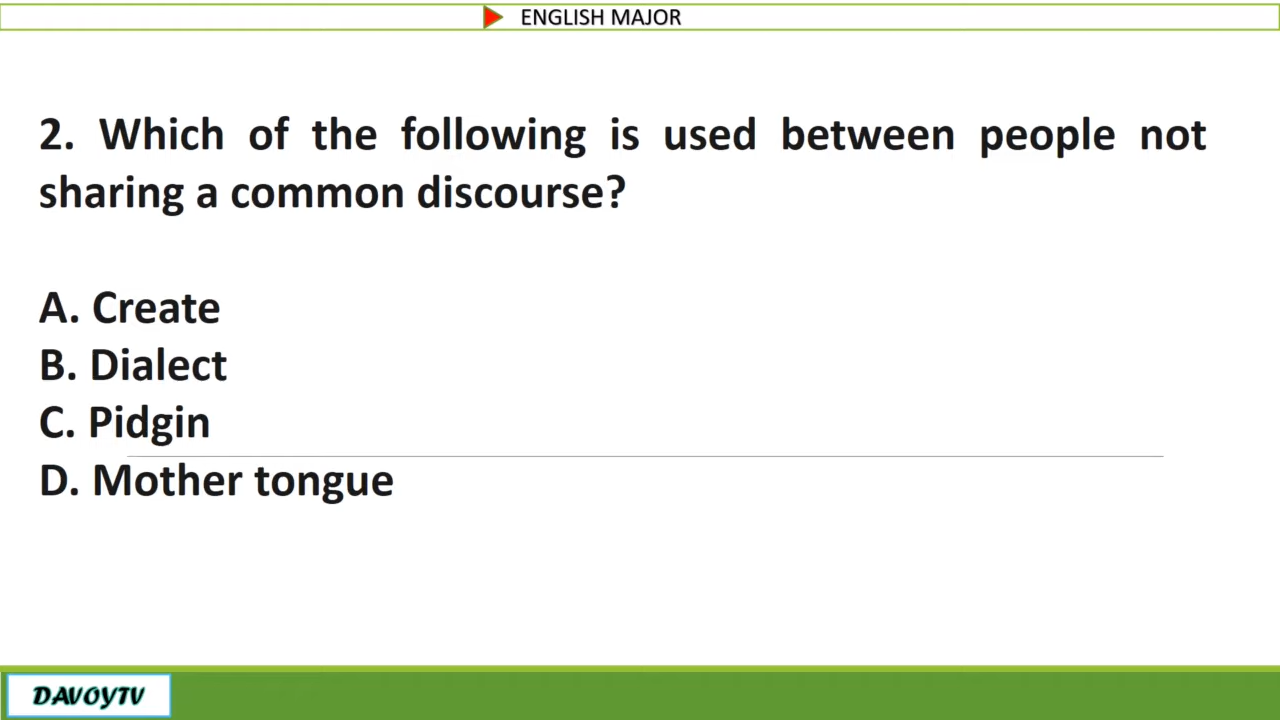 ENGLISH MAJOR
2. Which of the following is used between people not
sharing a common discourse?
A. Create
B. Dialect
C. Pidgin
D. Mother tongue
DAVOYTV